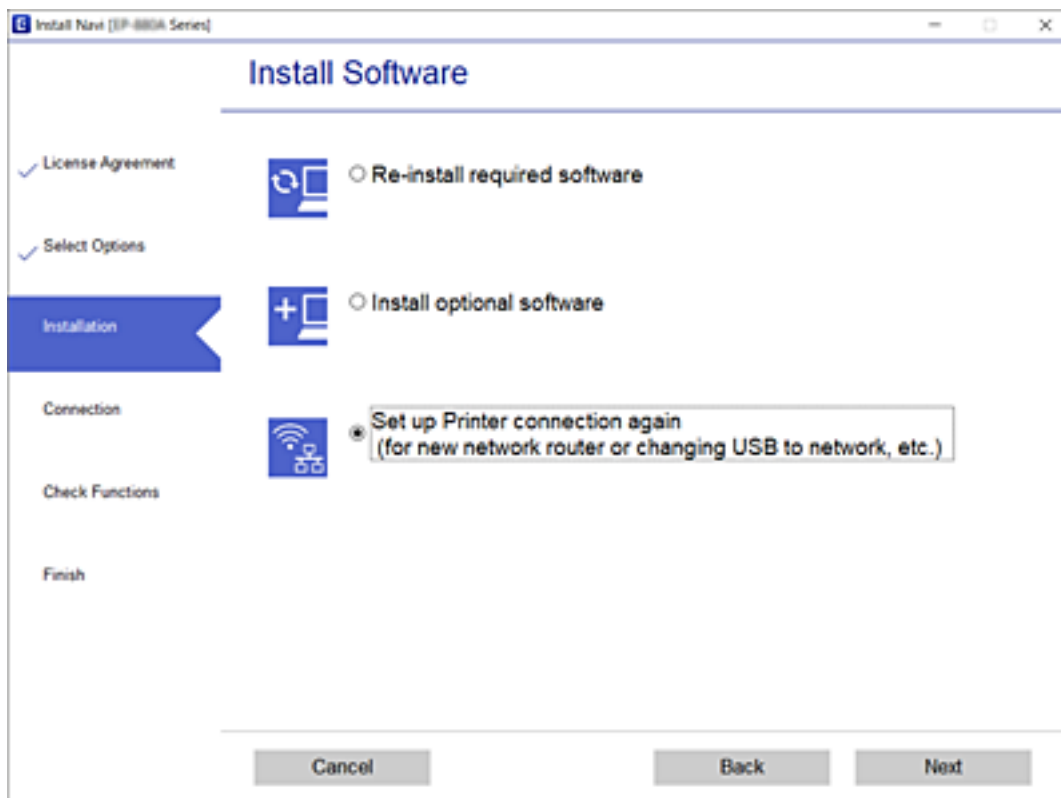 Install Navi [EP-880A Series]
Install Software
License Agreement
Select Options
Installation
Connection
Check Functions
Finish
Re-install required software
Install optional software
Set up Printer connection again
(for new network router or changing USB to network, etc.)
Cancel
Back
Next